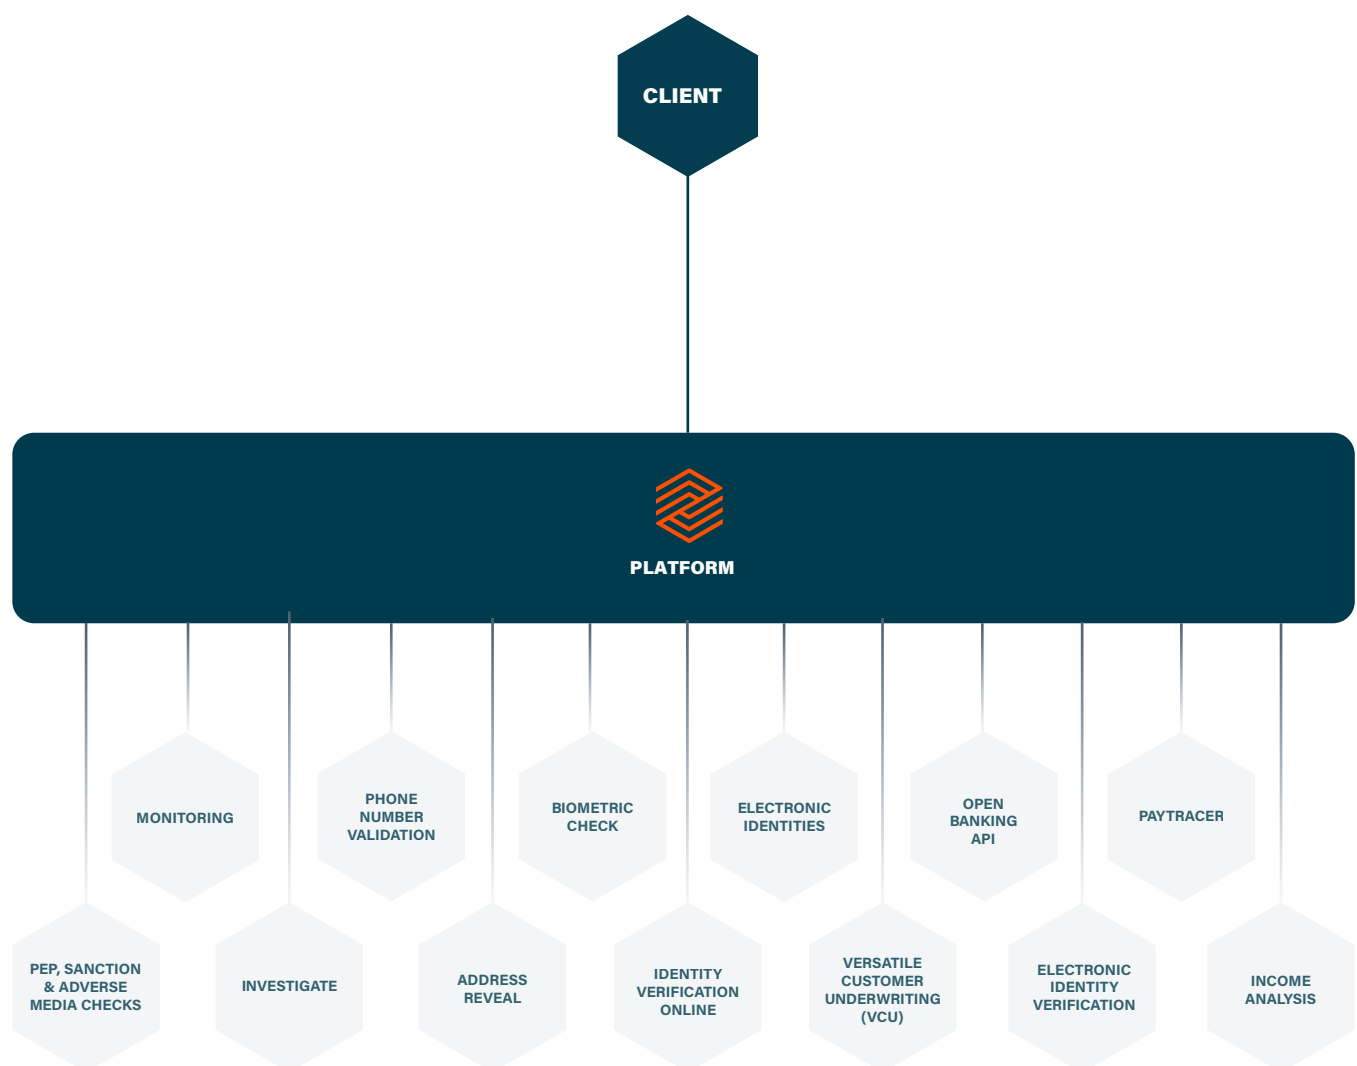 CLIENT
PLATFORM
MONITORING
PHONE
NUMBER
VALIDATION
BIOMETRIC
CHECK
ELECTRONIC
IDENTITIES
OPEN
BANKING
API
PAYTRACER
PEP, SANCTION
& ADVERSE
MEDIA CHECKS
INVESTIGATE
ADDRESS
REVEAL
IDENTITY
VERIFICATION
ONLINE
VERSATILE
CUSTOMER
UNDERWRITING
(VCU)
ELECTRONIC
IDENTITY
VERIFICATION
INCOME
ANALYSIS